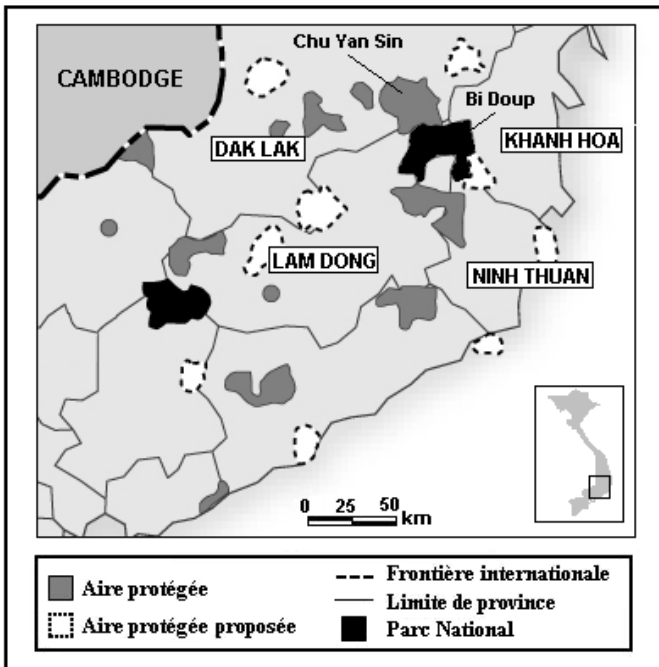 Chu Yan Sin
CAMBODGE
Bi Doup
DAK LAK
KHANH HOA
LAM DONG
NINH THUAN
0 25 50
km
Aire protégée
Frontière internationale
Limite de province
Aire protégée proposée
Parc National